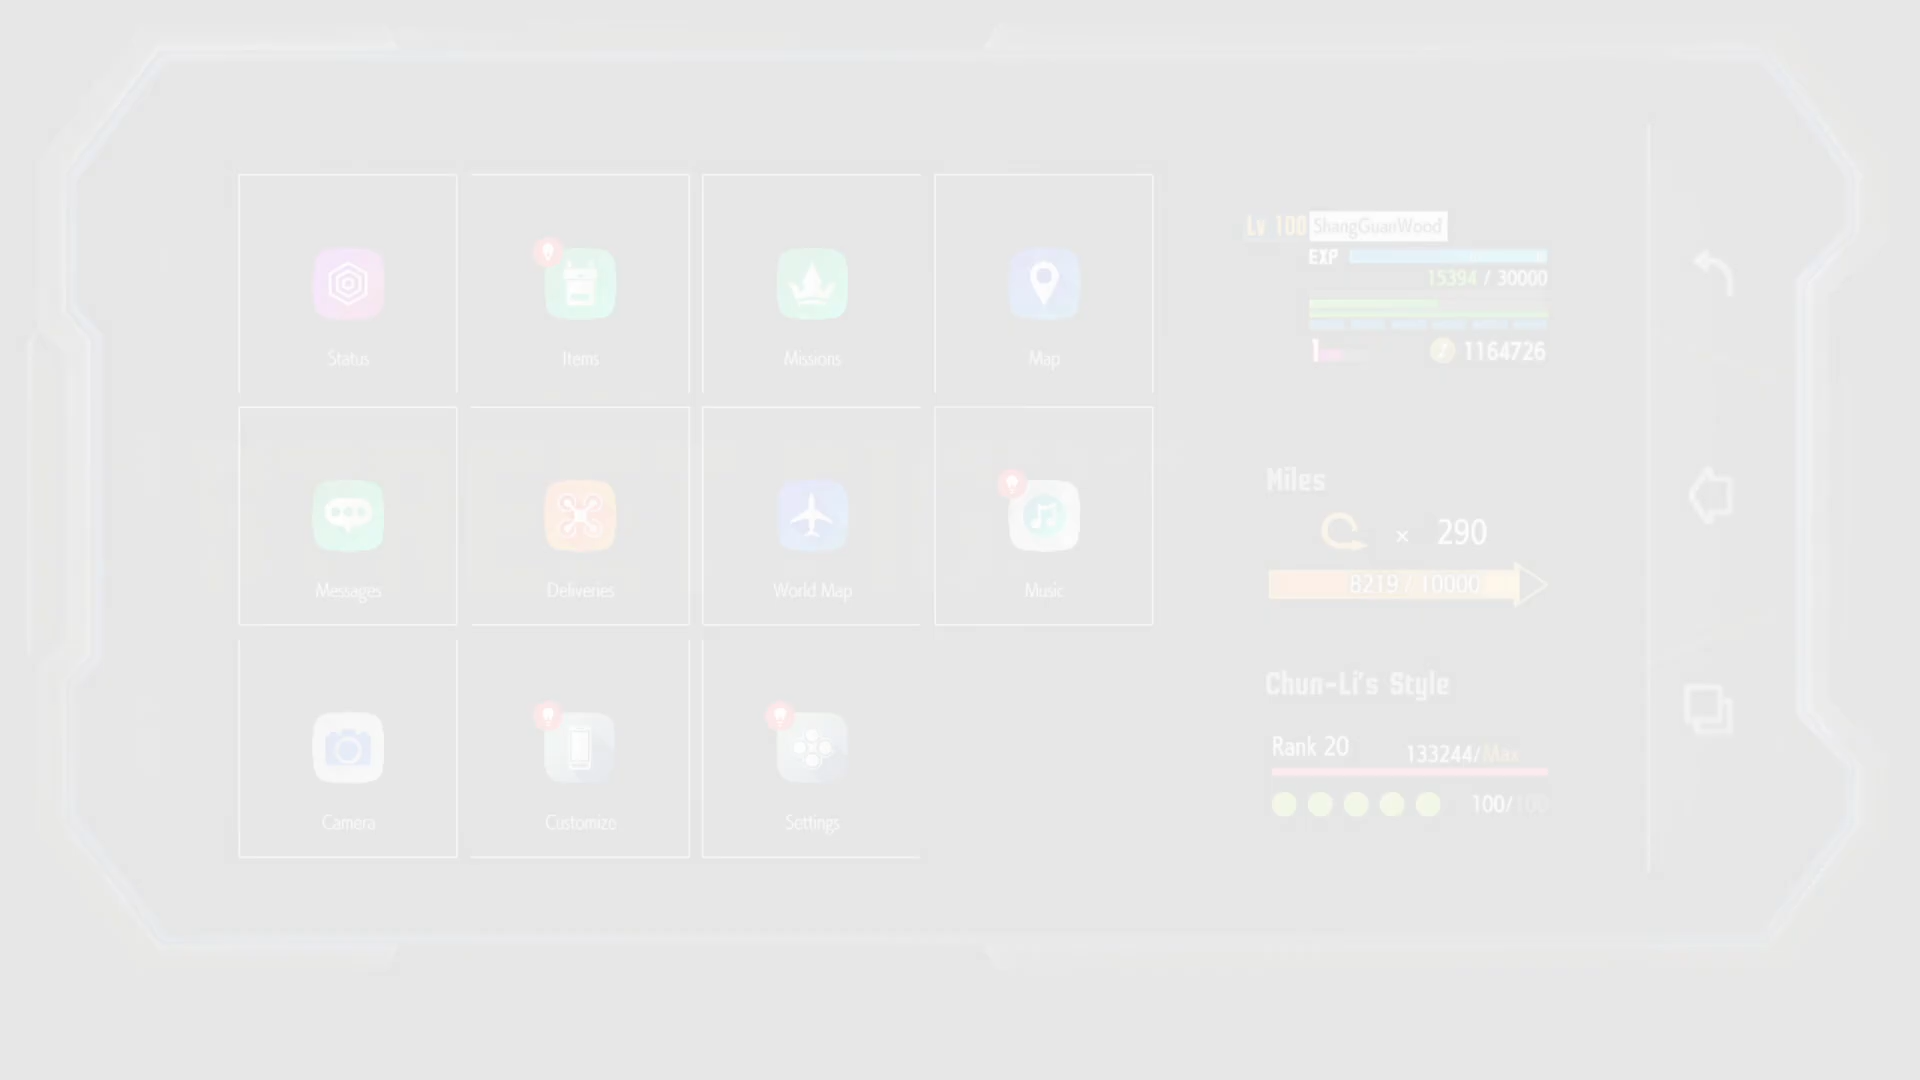 Status
Items
Missions
Map
Messages
Deliveries
World Map
Music
Camera
Customize
Settings
Lv 100 ShangGuanWood
EXP
15394 / 30000
1164726
Miles
× 290
8219 / 10000
Chun-Li's Style
Rank 20 133244/Max
100/100